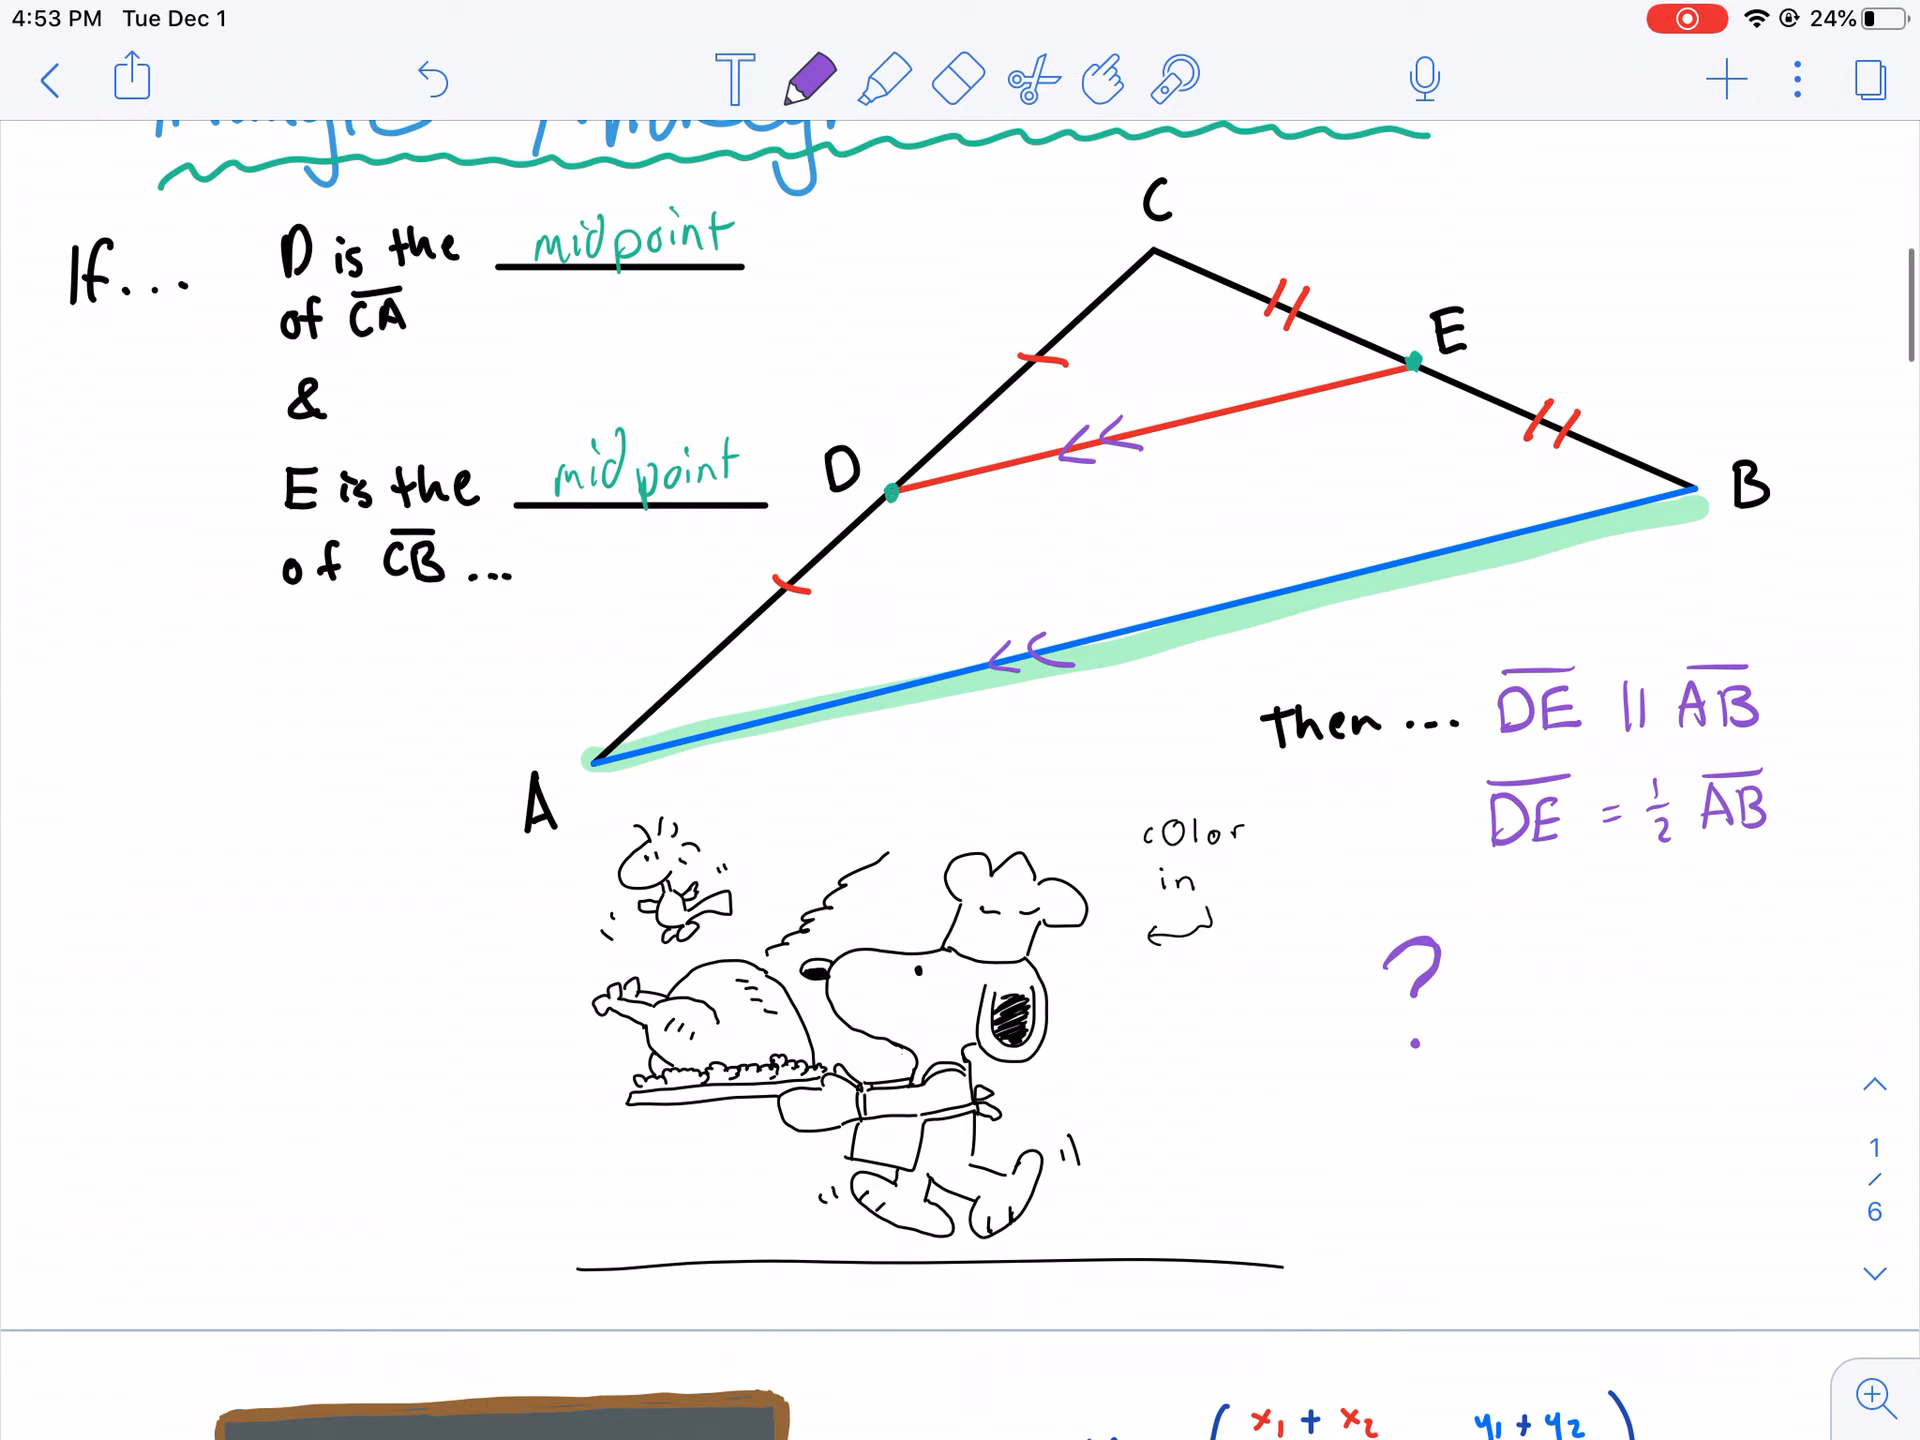 4:53 PM Tue Dec 1
24%
C
If... D is the midpoint
of CA
E
&
D
E is the midpoint
B
of CB ...
then ... DE || AB
A
DE = 1/2 AB
color
in
?
1
/
6
x₁ + x₂ y₁ + y₂